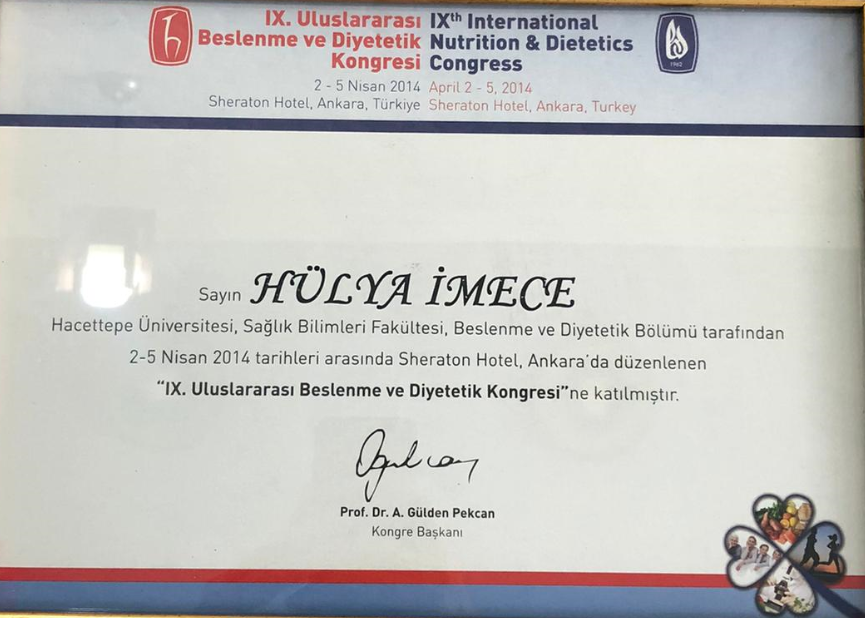 IX. Uluslararası
Beslenme ve Diyetetik
Kongresi
2 - 5 Nisan 2014
Sheraton Hotel, Ankara, Türkiye
IXth International
Nutrition & Dietetics
Congress
April 2 - 5, 2014
Sheraton Hotel, Ankara, Turkey
1962
Sayın HÜLYA İMECE
Hacettepe Üniversitesi, Sağlık Bilimleri Fakültesi, Beslenme ve Diyetetik Bölümü tarafından
2-5 Nisan 2014 tarihleri arasında Sheraton Hotel, Ankara'da düzenlenen
“IX. Uluslararası Beslenme ve Diyetetik Kongresi”ne katılmıştır.
Prof. Dr. A. Gülden Pekcan
Kongre Başkanı